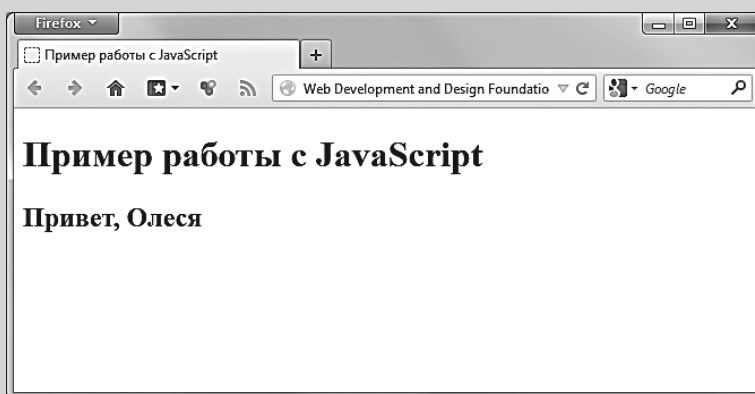 Firefox
Пример работы с JavaScript
Web Development and Design Foundatio
Google
Пример работы с JavaScript
Привет, Олеся